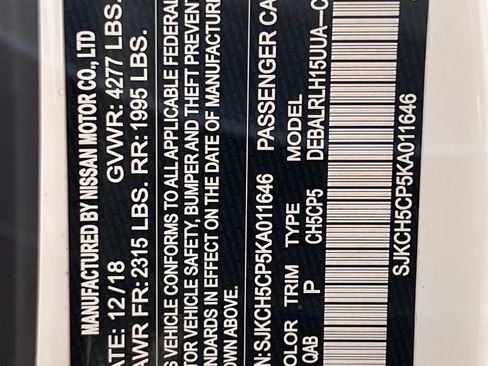 MANUFACTURED BY NISSAN MOTOR CO., LTD
ATE: 12/18 GVWR: 4277 LBS.
AWR FR: 2315 LBS. RR: 1995 LBS.
S VEHICLE CONFORMS TO ALL APPLICABLE FEDERAL
TOR VEHICLE SAFETY, BUMPER AND THEFT PREVENT
NDARDS IN EFFECT ON THE DATE OF MANUFACTURE
OWN ABOVE.
N: SJKCH5CP5KA011646 PASSENGER CA
OLOR TRIM TYPE MODEL
QAB P CH5CP5 DEBALRLH15UUA-C
SJKCH5CP5KA011646